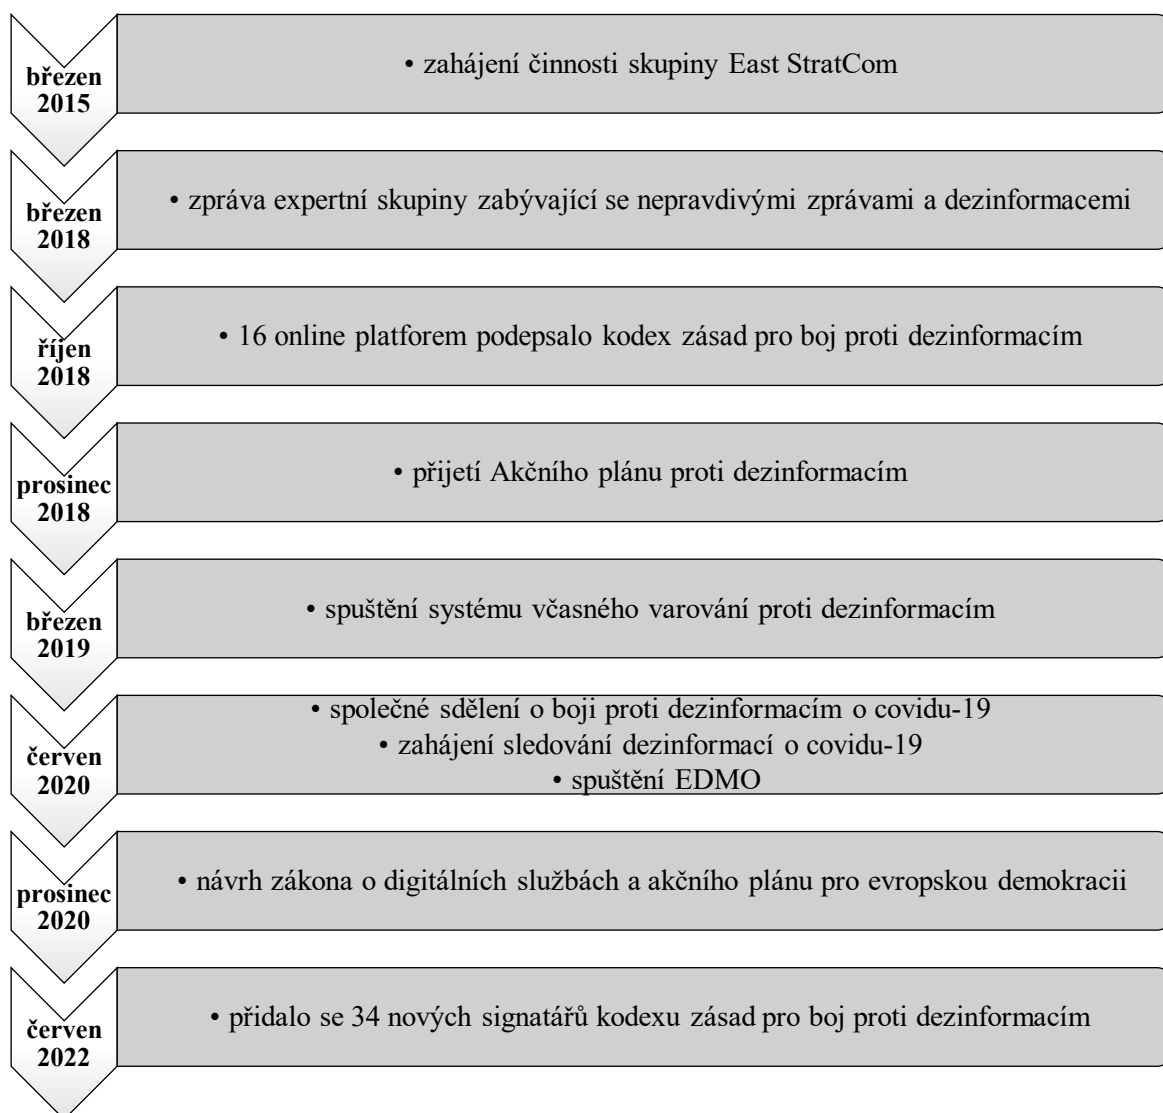 březen
2015
• zahájení činnosti skupiny East StratCom
březen
2018
• zpráva expertní skupiny zabývající se nepravdivými zprávami a dezinformacemi
říjen
2018
• 16 online platforem podepsalo kodex zásad pro boj proti dezinformacím
prosinec
2018
• přijetí Akčního plánu proti dezinformacím
březen
2019
• spuštění systému včasného varování proti dezinformacím
červen
2020
• společné sdělení o boji proti dezinformacím o covidu-19
• zahájení sledování dezinformací o covidu-19
• spuštění EDMO
prosinec
2020
• návrh zákona o digitálních službách a akčního plánu pro evropskou demokracii
červen
2022
• přidalo se 34 nových signatářů kodexu zásad pro boj proti dezinformacím